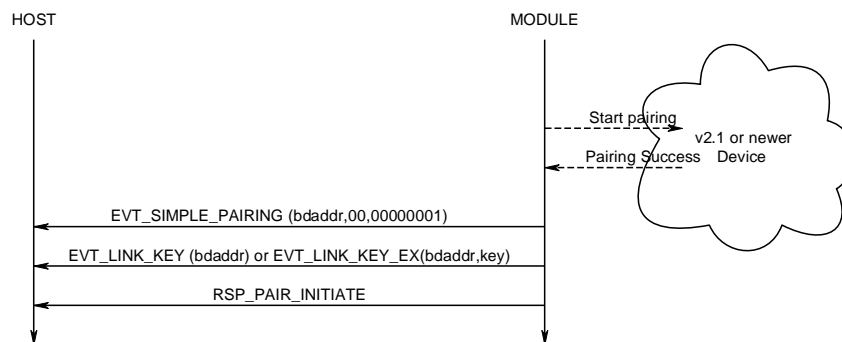 HOST
MODULE
Start pairing
v2.1 or newer
Device
Pairing Success
EVT_SIMPLE_PAIRING (bdaddr,00,00000001)
EVT_LINK_KEY (bdaddr) or EVT_LINK_KEY_EX(bdaddr,key)
RSP_PAIR_INITIATE